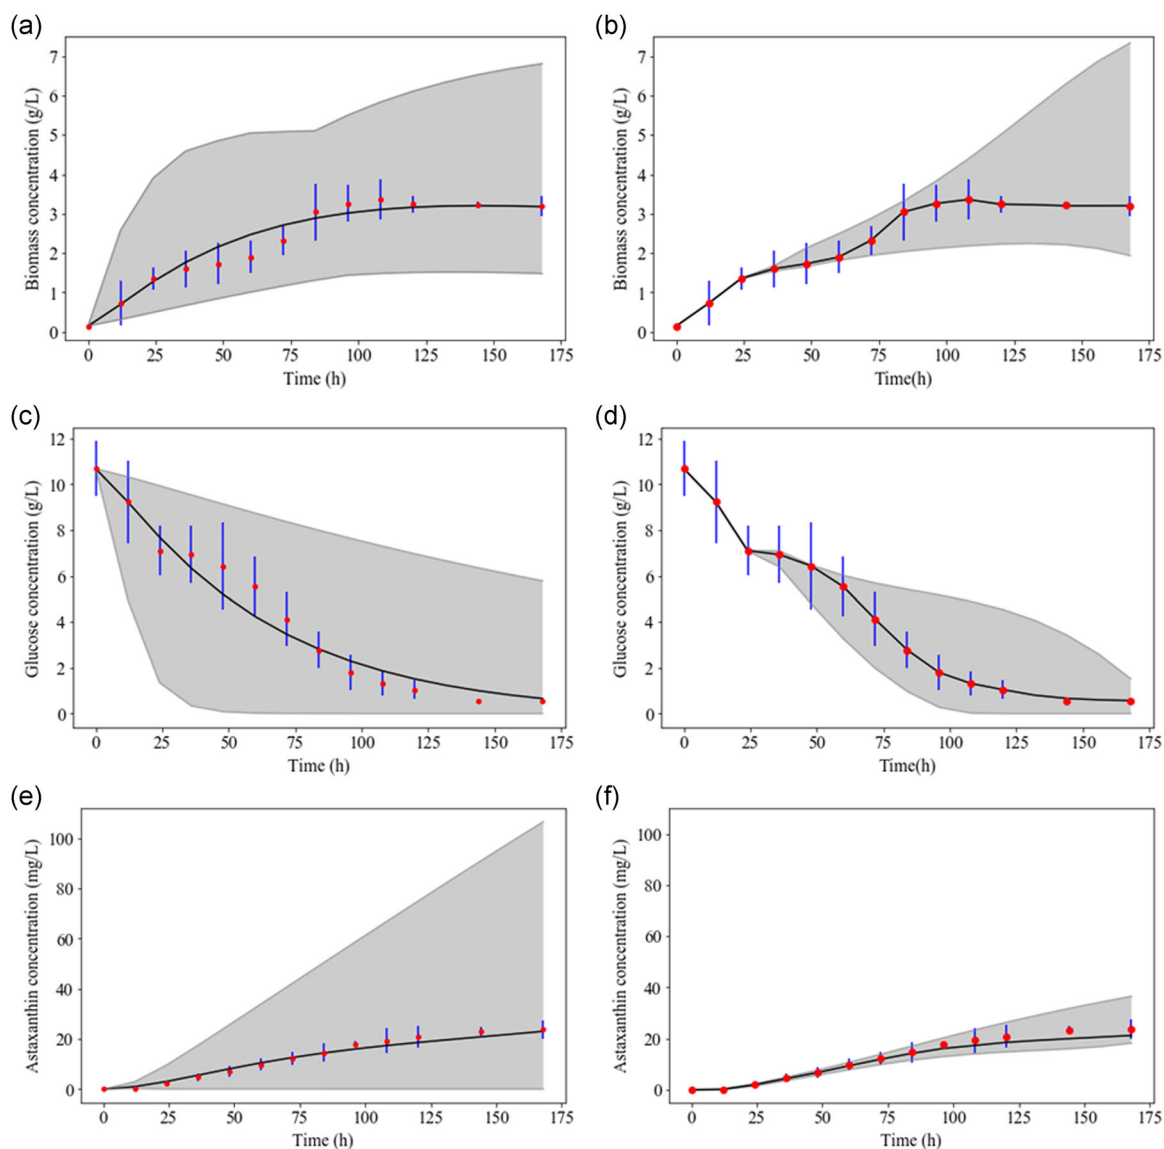 (a)
Biomass concentration (g/L)
7
6
5
4
3
2
1
0
0 25 50 75 100 125 150 175
Time (h)
(b)
Biomass concentration (g/L)
7
6
5
4
3
2
1
0
0 25 50 75 100 125 150 175
Time(h)
(c)
Glucose concentration (g/L)
12
10
8
6
4
2
0
0 25 50 75 100 125 150 175
Time (h)
(d)
Glucose concentration (g/L)
12
10
8
6
4
2
0
0 25 50 75 100 125 150 175
Time(h)
(e)
Astaxanthin concentration (mg/L)
100
80
60
40
20
0
0 25 50 75 100 125 150 175
Time (h)
(f)
Astaxanthin concentration (mg/L)
100
80
60
40
20
0
0 25 50 75 100 125 150 175
Time (h)